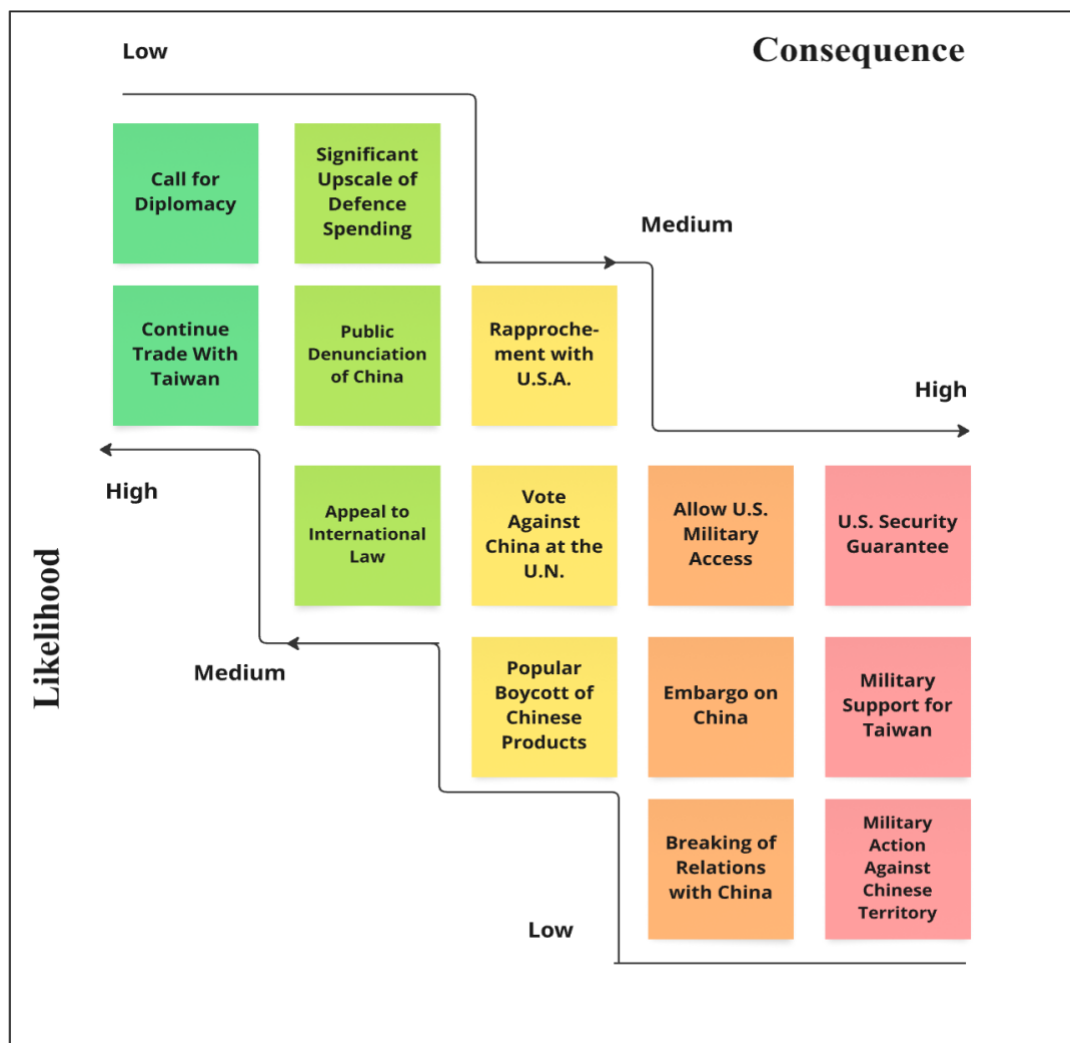 Low
Consequence
Call for
Diplomacy
Significant
Upscale of
Defence
Spending
Medium
Continue
Trade With
Taiwan
Public
Denunciation
of China
Rapproche-
ment with
U.S.A.
High
High
Likelihood
Appeal to
International
Law
Vote
Against
China at the
U.N.
Allow U.S.
Military
Access
U.S. Security
Guarantee
Medium
Popular
Boycott of
Chinese
Products
Embargo on
China
Military
Support for
Taiwan
Breaking of
Relations
with China
Military
Action
Against
Chinese
Territory
Low